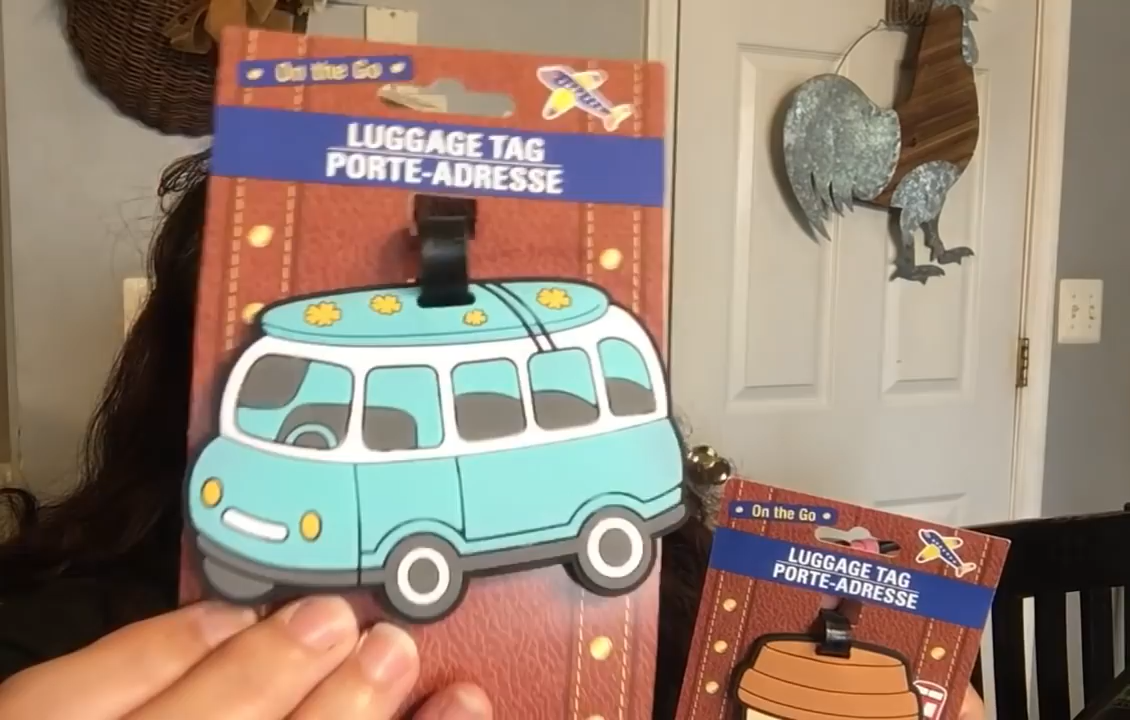 On the Go
LUGGAGE TAG
PORTE-ADRESSE
On the Go
LUGGAGE TAG
PORTE-ADRESSE